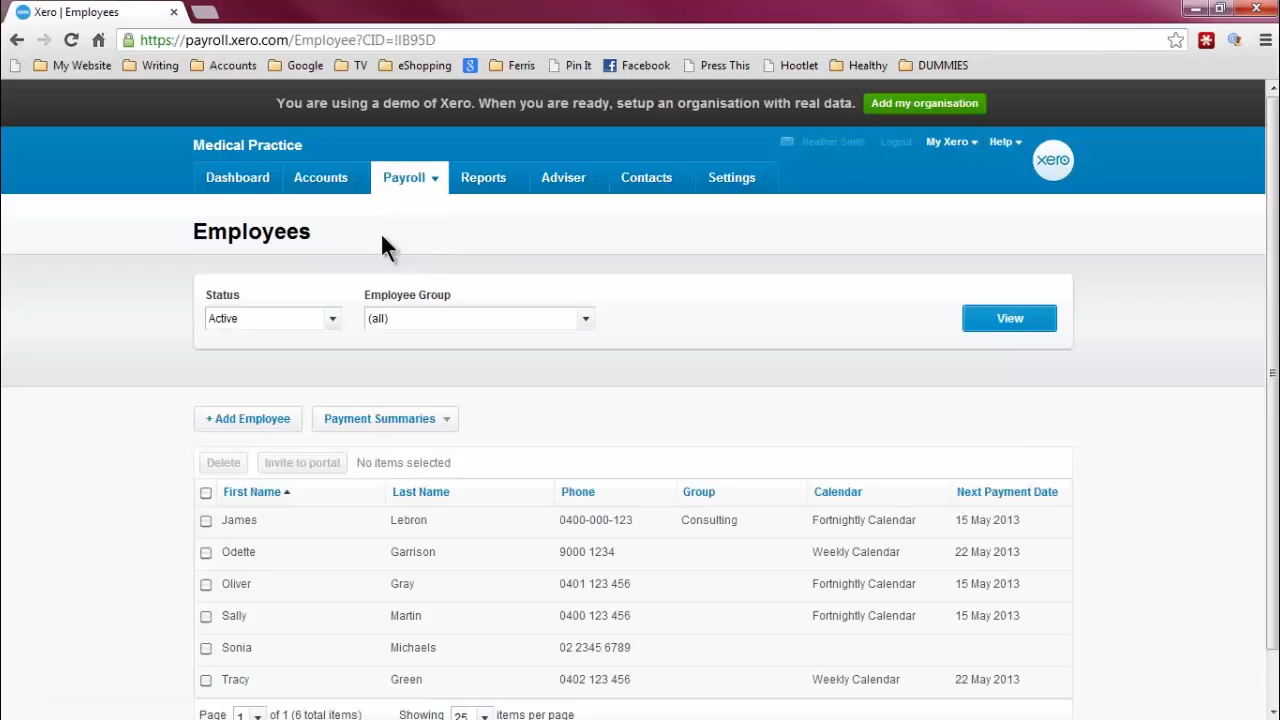 Xero | Employees
https://payroll.xero.com/Employee?CID=!IB95D
My Website Writing Accounts Google TV eShopping Ferris Pin It Facebook Press This Hootlet Healthy DUMMIES
You are using a demo of Xero. When you are ready, setup an organisation with real data. Add my organisation
Medical Practice Heather Smith Logout My Xero Help
xero
Dashboard Accounts Payroll Reports Adviser Contacts Settings
Employees
Status Employee Group
Active (all) View
+ Add Employee Payment Summaries
Delete Invite to portal No items selected
First Name Last Name Phone Group Calendar Next Payment Date
James Lebron 0400-000-123 Consulting Fortnightly Calendar 15 May 2013
Odette Garrison 9000 1234 Weekly Calendar 22 May 2013
Oliver Gray 0401 123 456 Fortnightly Calendar 15 May 2013
Sally Martin 0400 123 456 Fortnightly Calendar 15 May 2013
Sonia Michaels 02 2345 6789
Tracy Green 0402 123 456 Weekly Calendar 22 May 2013
Page 1 of 1 (6 total items) Showing 25 items per page